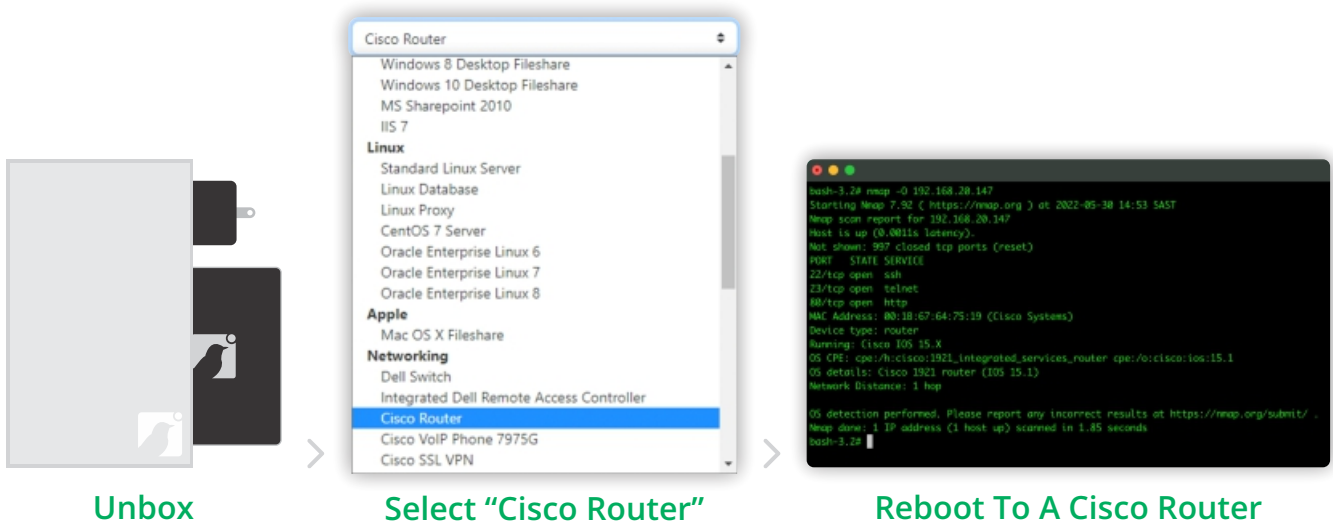 Cisco Router
Windows 8 Desktop Fileshare
Windows 10 Desktop Fileshare
MS Sharepoint 2010
IIS 7
Linux
Standard Linux Server
Linux Database
Linux Proxy
CentOS 7 Server
Oracle Enterprise Linux 6
Oracle Enterprise Linux 7
Oracle Enterprise Linux 8
Apple
Mac OS X Fileshare
Networking
Dell Switch
Integrated Dell Remote Access Controller
Cisco Router
Cisco VoIP Phone 7975G
Cisco SSL VPN
bash-3.2# nmap -O 192.168.20.147
Starting Nmap 7.92 ( https://nmap.org ) at 2022-05-30 14:53 SAST
Nmap scan report for 192.168.20.147
Host is up (0.0011s latency).
Not shown: 997 closed tcp ports (reset)
PORT   STATE SERVICE
22/tcp open  ssh
23/tcp open  telnet
80/tcp open  http
MAC Address: 00:18:67:64:75:19 (Cisco Systems)
Device type: router
Running: Cisco IOS 15.X
OS CPE: cpe:/h:cisco:1921_integrated_services_router cpe:/o:cisco:ios:15.1
OS details: Cisco 1921 router (IOS 15.1)
Network Distance: 1 hop
OS detection performed. Please report any incorrect results at https://nmap.org/submit/ .
Nmap done: 1 IP address (1 host up) scanned in 1.85 seconds
bash-3.2#
Unbox
Select “Cisco Router”
Reboot To A Cisco Router